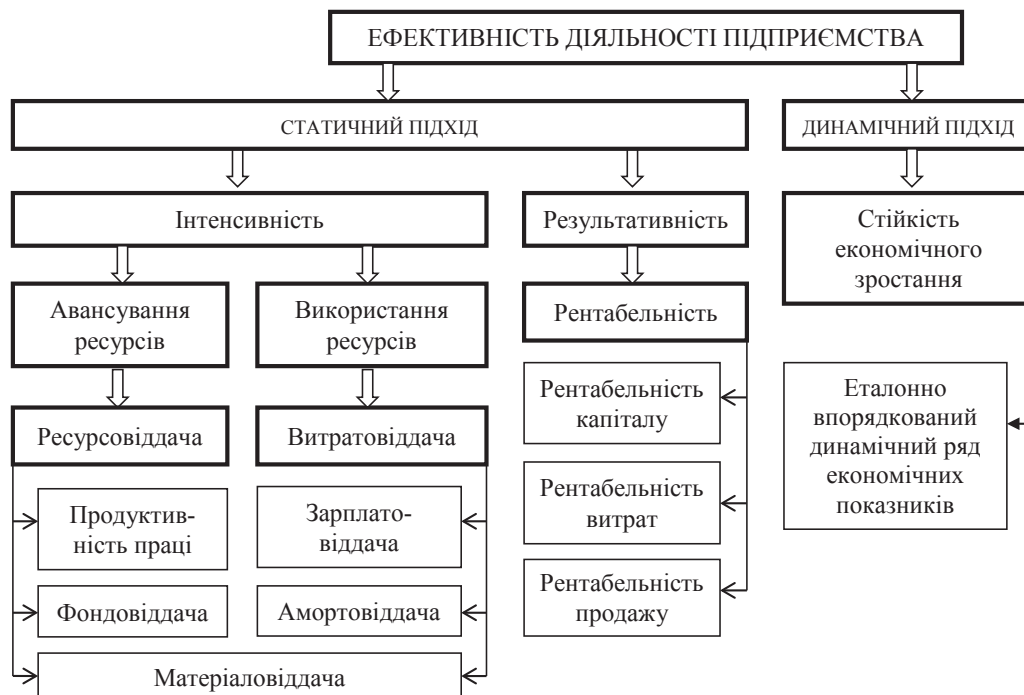 ЕФЕКТИВНІСТЬ ДІЯЛЬНОСТІ ПІДПРИЄМСТВА
СТАТИЧНИЙ ПІДХІД
ДИНАМІЧНИЙ ПІДХІД
Інтенсивність
Результативність
Стійкість
економічного
зростання
Авансування
ресурсів
Використання
ресурсів
Рентабельність
Ресурсовіддача
Витратовіддача
Рентабельність
капіталу
Еталонно
впорядкований
динамічний ряд
економічних
показників
Продуктив-
ність праці
Зарплато-
віддача
Рентабельність
витрат
Фондовіддача
Амортовіддача
Рентабельність
продажу
Матеріаловіддача